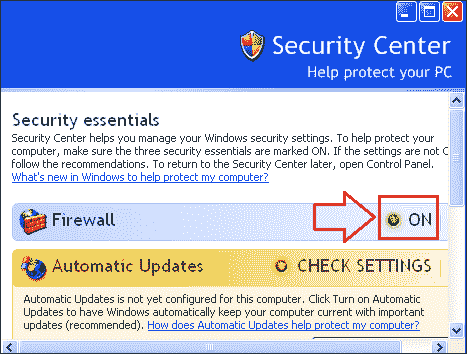 Security Center
Help protect your PC
Security essentials
Security Center helps you manage your Windows security settings. To help protect your
computer, make sure the three security essentials are marked ON. If the settings are not C
follow the recommendations. To return to the Security Center later, open Control Panel.
What's new in Windows to help protect my computer?
Firewall
ON
Automatic Updates
CHECK SETTINGS
Automatic Updates is not yet configured for this computer. Click Turn on Automatic
Updates to have Windows automatically keep your computer current with important
updates (recommended). How does Automatic Updates help protect my computer?